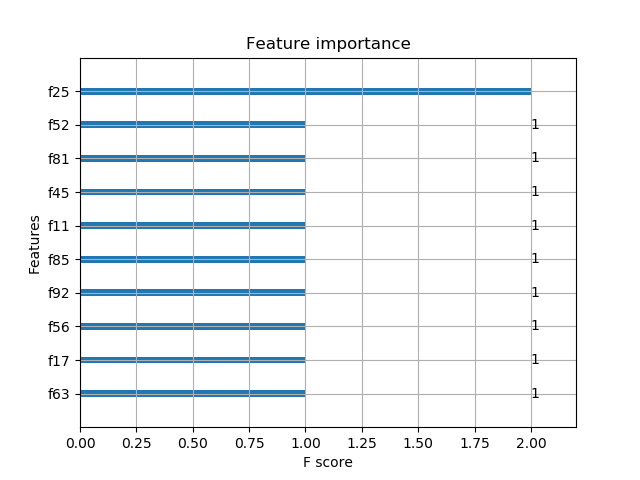 Feature importance
f25
f52 1
f81 1
f45 1
f11 1
f85 1
f92 1
f56 1
f17 1
f63 1
Features
0.00 0.25 0.50 0.75 1.00 1.25 1.50 1.75 2.00
F score